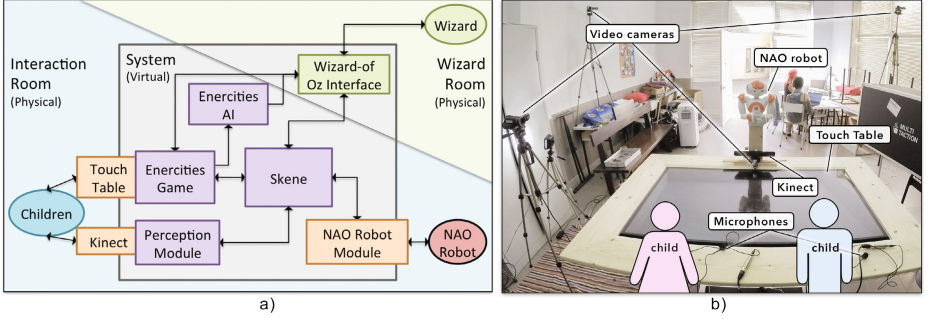 Interaction
Room
(Physical)
System
(Virtual)
Wizard
Wizard
Room
(Physical)
Wizard-of
Oz Interface
Enercities
AI
Touch
Table
Enercities
Game
Skene
Children
Kinect
Perception
Module
NAO Robot
Module
NAO
Robot
a)
Video cameras
NAO robot
MULTI
TACTION
Touch Table
Kinect
Microphones
child
child
b)